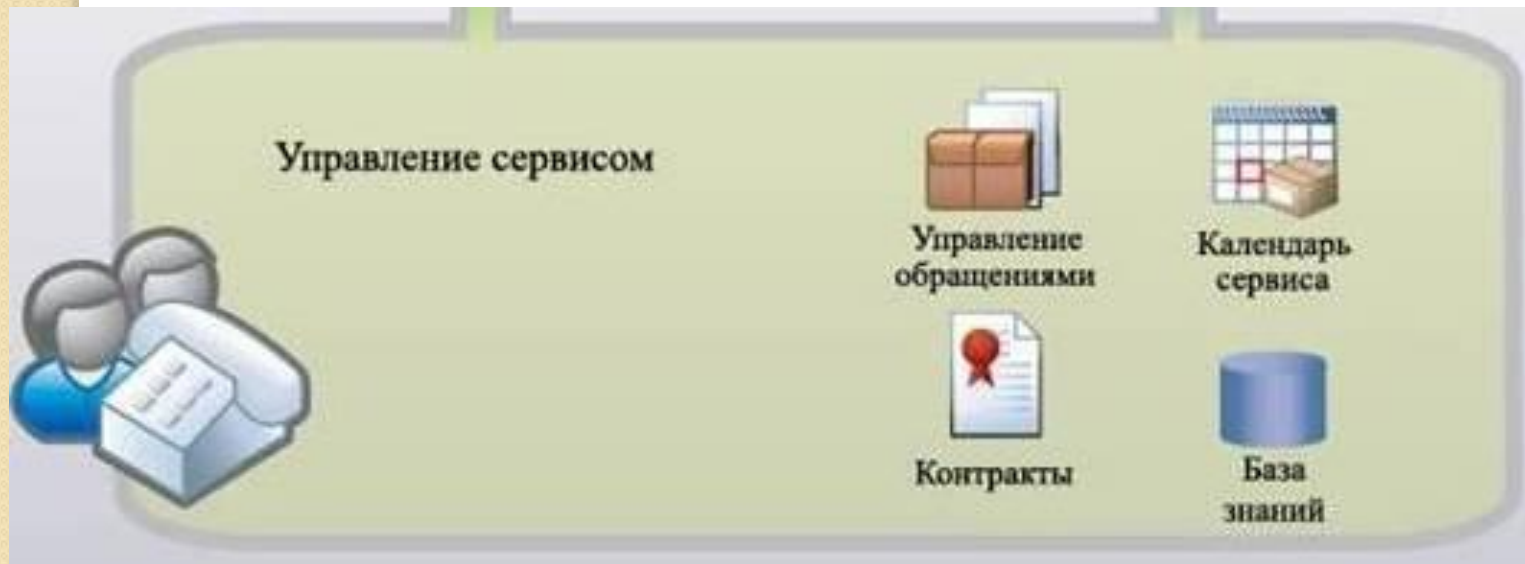 Управление сервисом
Управление
обращениями
Календарь
сервиса
Контракты
База
знаний